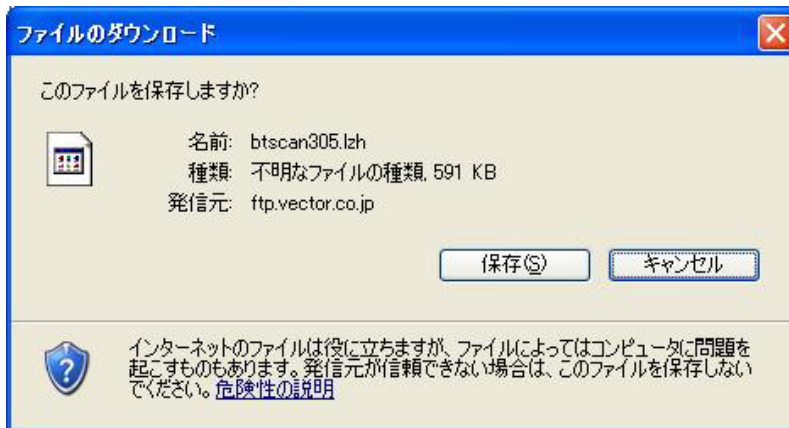 ファイルのダウンロード
このファイルを保存しますか?
名前: btscan305.lzh
種類: 不明なファイルの種類, 591 KB
発信元: ftp.vector.co.jp
保存(S) キャンセル
インターネットのファイルは役に立ちますが、ファイルによってはコンピュータに問題を
起こすものもあります。発信元が信頼できない場合は、このファイルを保存しない
でください。危険性の説明